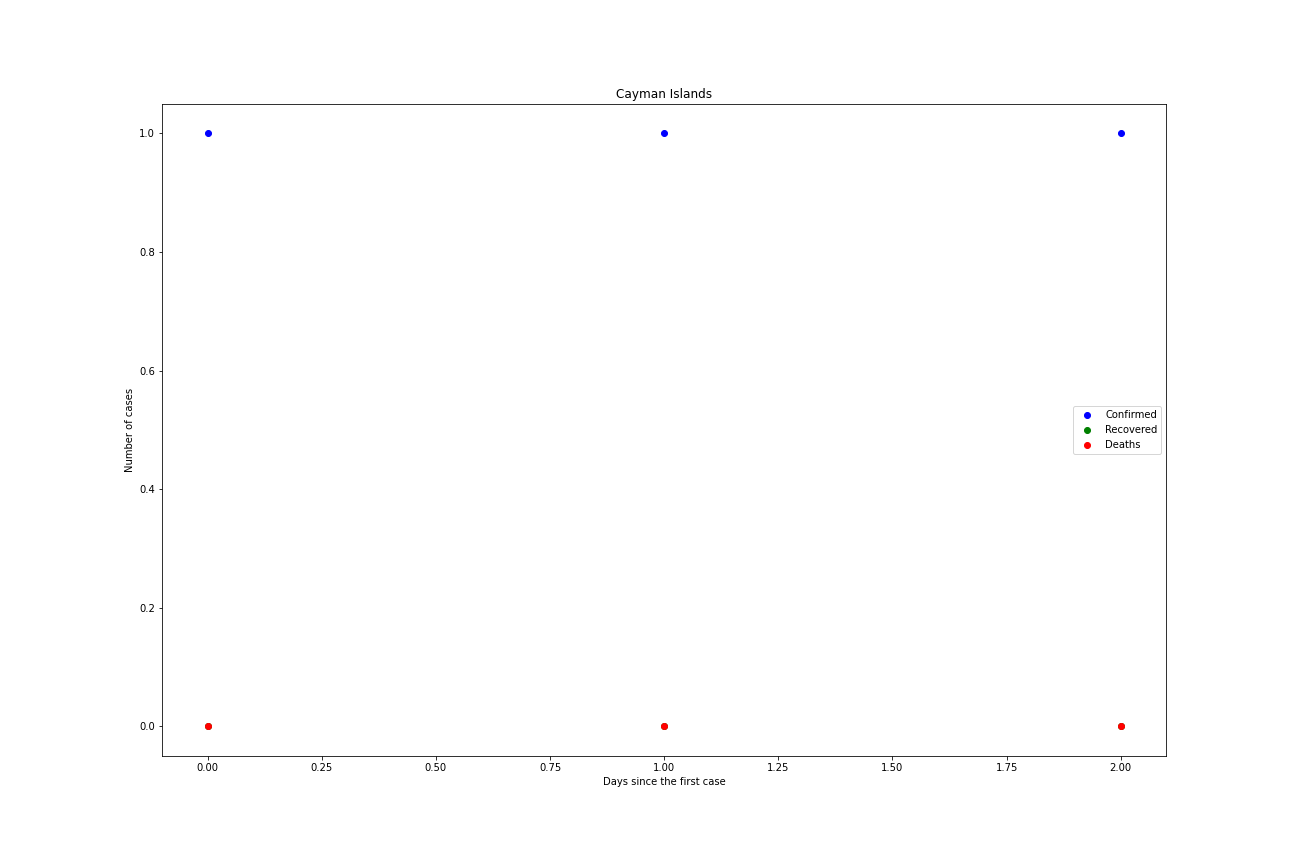 Cayman Islands
1.0
0.8
0.6
0.4
0.2
0.0
Number of cases
Confirmed
Recovered
Deaths
0.00 0.25 0.50 0.75 1.00 1.25 1.50 1.75 2.00
Days since the first case